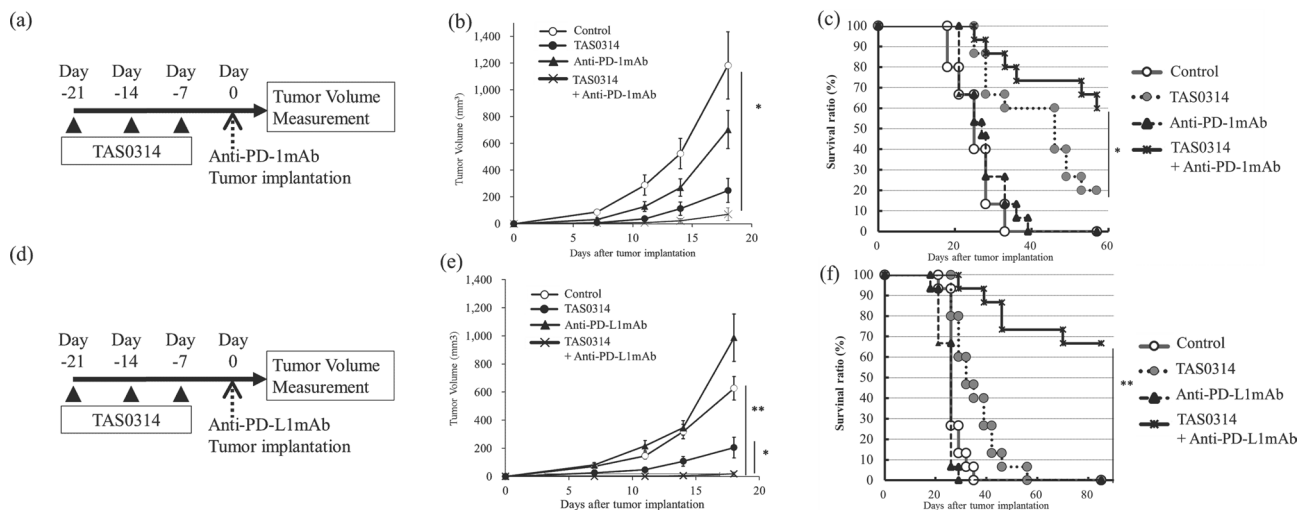 (a)
Day Day Day Day
-21 -14 -7 0
TAS0314
Anti-PD-1mAb
Tumor implantation
Tumor Volume
Measurement
(b)
1,400
1,200
1,000
800
600
400
200
0
Tumor Volume (mm³)
0 5 10 15 20
Days after tumor implantation
Control
TAS0314
Anti-PD-1mAb
TAS0314
+ Anti-PD-1mAb
*
(c)
100
90
80
70
60
50
40
30
20
10
0
Survival ratio (%)
0 20 40 60
Days after tumor implantation
*
Control
TAS0314
Anti-PD-1mAb
TAS0314
+ Anti-PD-1mAb
(d)
Day Day Day Day
-21 -14 -7 0
TAS0314
Anti-PD-L1mAb
Tumor implantation
Tumor Volume
Measurement
(e)
1,400
1,200
1,000
800
600
400
200
0
Tumor Volume (mm3)
0 5 10 15 20
Days after tumor implantation
Control
TAS0314
Anti-PD-L1mAb
TAS0314
+ Anti-PD-L1mAb
**
*
(f)
100
90
80
70
60
50
40
30
20
10
0
Survinal ratio (%)
0 20 40 60 80
Days after tumor implantation
**
Control
TAS0314
Anti-PD-L1mAb
TAS0314
+ Anti-PD-L1mAb